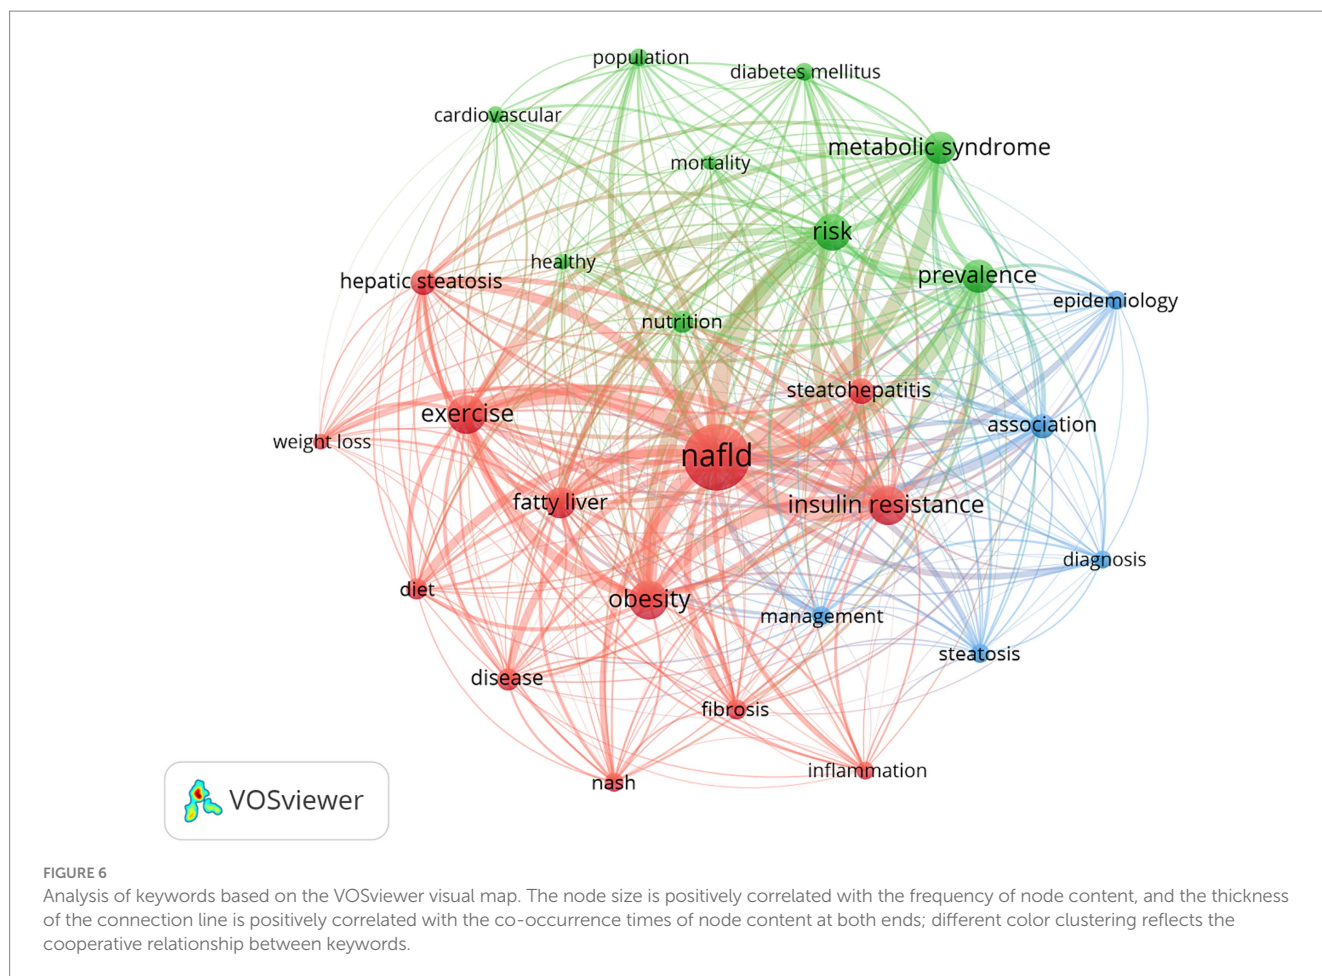 population
diabetes mellitus
cardiovascular
metabolic syndrome
mortality
risk
healthy
prevalence
hepatic steatosis
epidemiology
nutrition
steatohepatitis
exercise
association
weight loss
nafld
fatty liver
insulin resistance
diagnosis
diet
obesity
management
steatosis
disease
fibrosis
inflammation
nash
VOSviewer
FIGURE 6
Analysis of keywords based on the VOSviewer visual map. The node size is positively correlated with the frequency of node content, and the thickness
of the connection line is positively correlated with the co-occurrence times of node content at both ends; different color clustering reflects the
cooperative relationship between keywords.